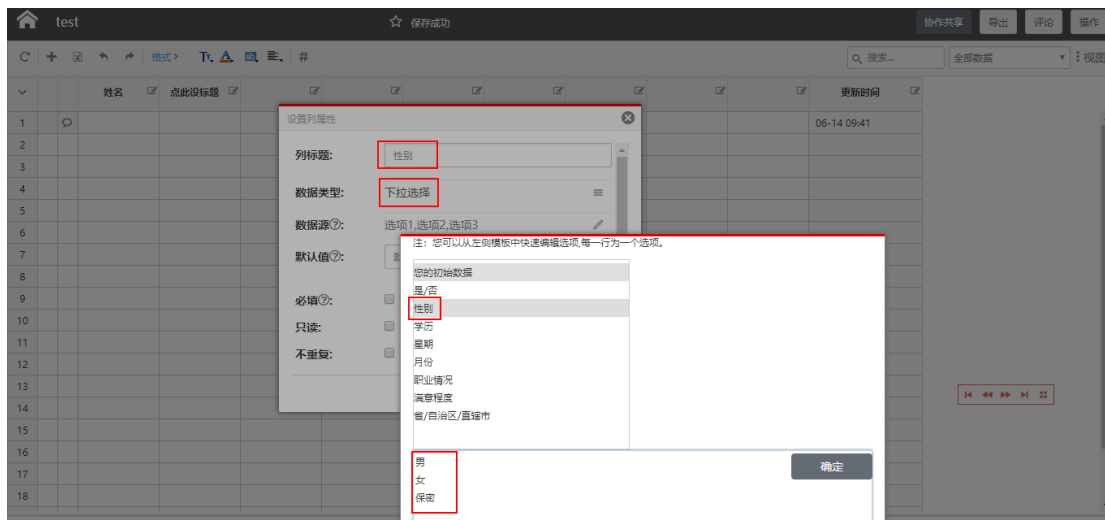 test ☆ 保存成功 协作共享 导出 评论 操作
格式> # 搜索... 全部数据 视图
姓名 点此设标题 更新时间
1 06-14 09:41
设置列属性
2
列标题: 性别
3
4
数据类型: 下拉选择
5
数据源?: 选项1,选项2,选项3
6
注：您可以从左侧模板中快速编辑选项,每一行为一个选项。
7
默认值?:
8
您的初始数据
是/否
9
必填?:
性别
10
只读:
学历
11
星期
不重复:
12
月份
13
职业情况
14
满意程度
省/自治区/直辖市
15
16
男
确定
17
女
18
保密